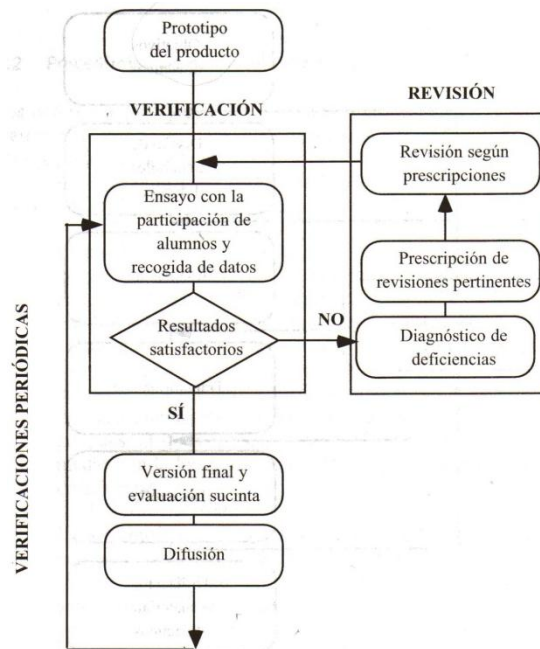 Prototipo
del producto
VERIFICACIÓN
REVISIÓN
Revisión según
prescripciones
Ensayo con la
participación de
alumnos y
recogida de datos
Prescripción de
revisiones pertinentes
NO
Resultados
satisfactorios
Diagnóstico de
deficiencias
SÍ
Versión final y
evaluación sucinta
Difusión
VERIFICACIONES PERIÓDICAS